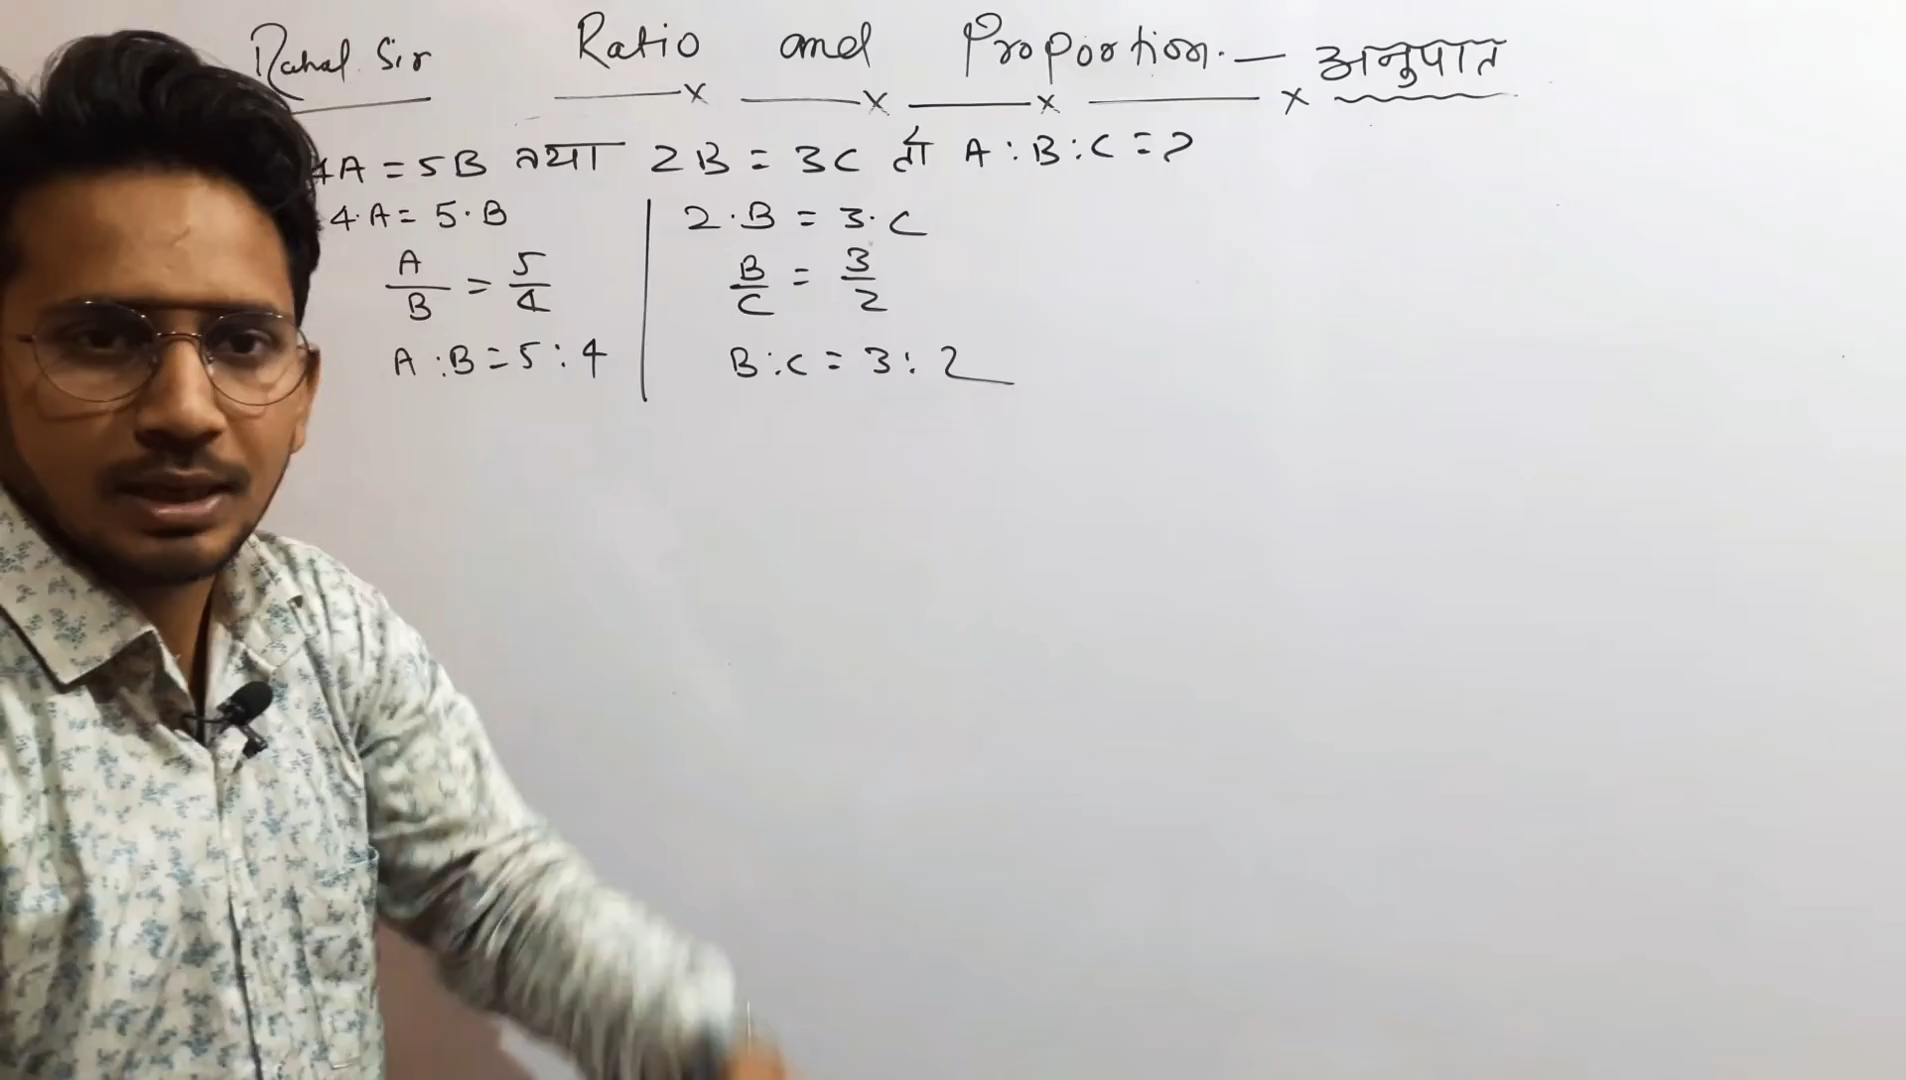 Rahul Sir Ratio and Proportion. — अनुपात
4A = 5B तथा 2B = 3C तो A : B : C = ?
4·A = 5·B
A/B = 5/4
A : B = 5 : 4
2·B = 3·C
B/C = 3/2
B : C = 3 : 2